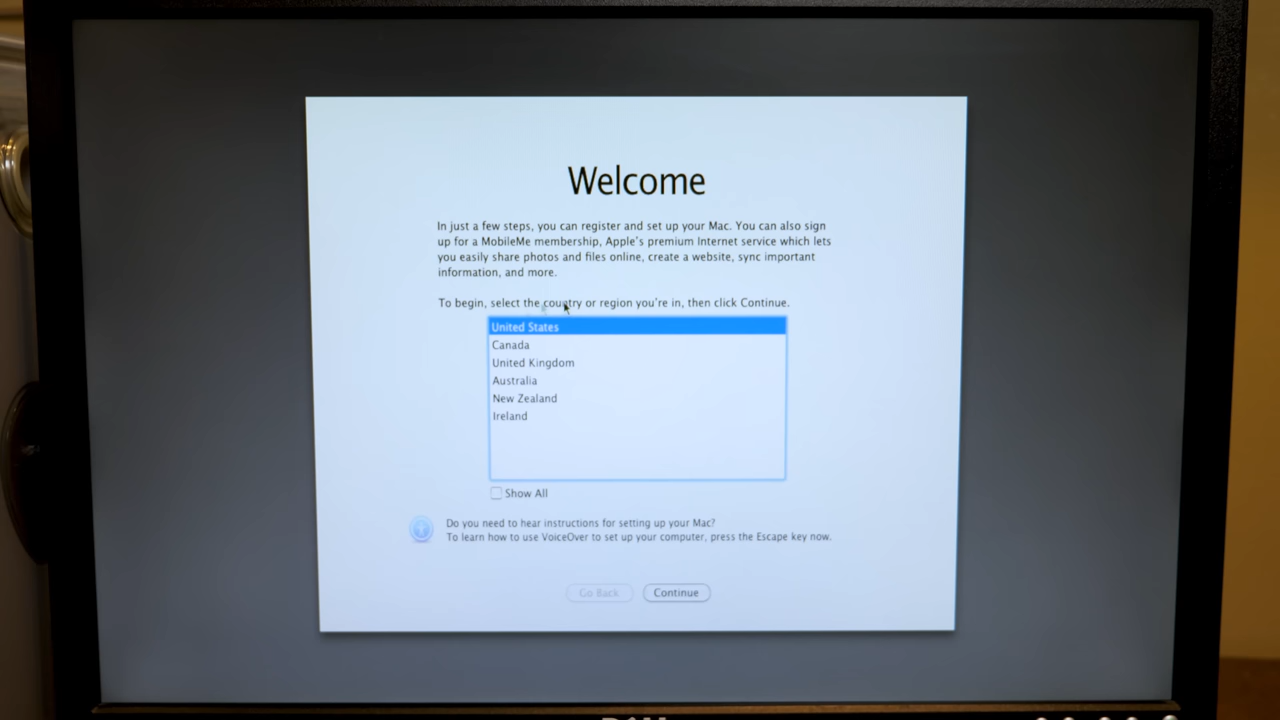 Welcome
In just a few steps, you can register and set up your Mac. You can also sign
up for a MobileMe membership, Apple's premium Internet service which lets
you easily share photos and files online, create a website, sync important
information, and more.
To begin, select the country or region you're in, then click Continue.
United States
Canada
United Kingdom
Australia
New Zealand
Ireland
Show All
Do you need to hear instructions for setting up your Mac?
To learn how to use VoiceOver to set up your computer, press the Escape key now.
Go Back
Continue